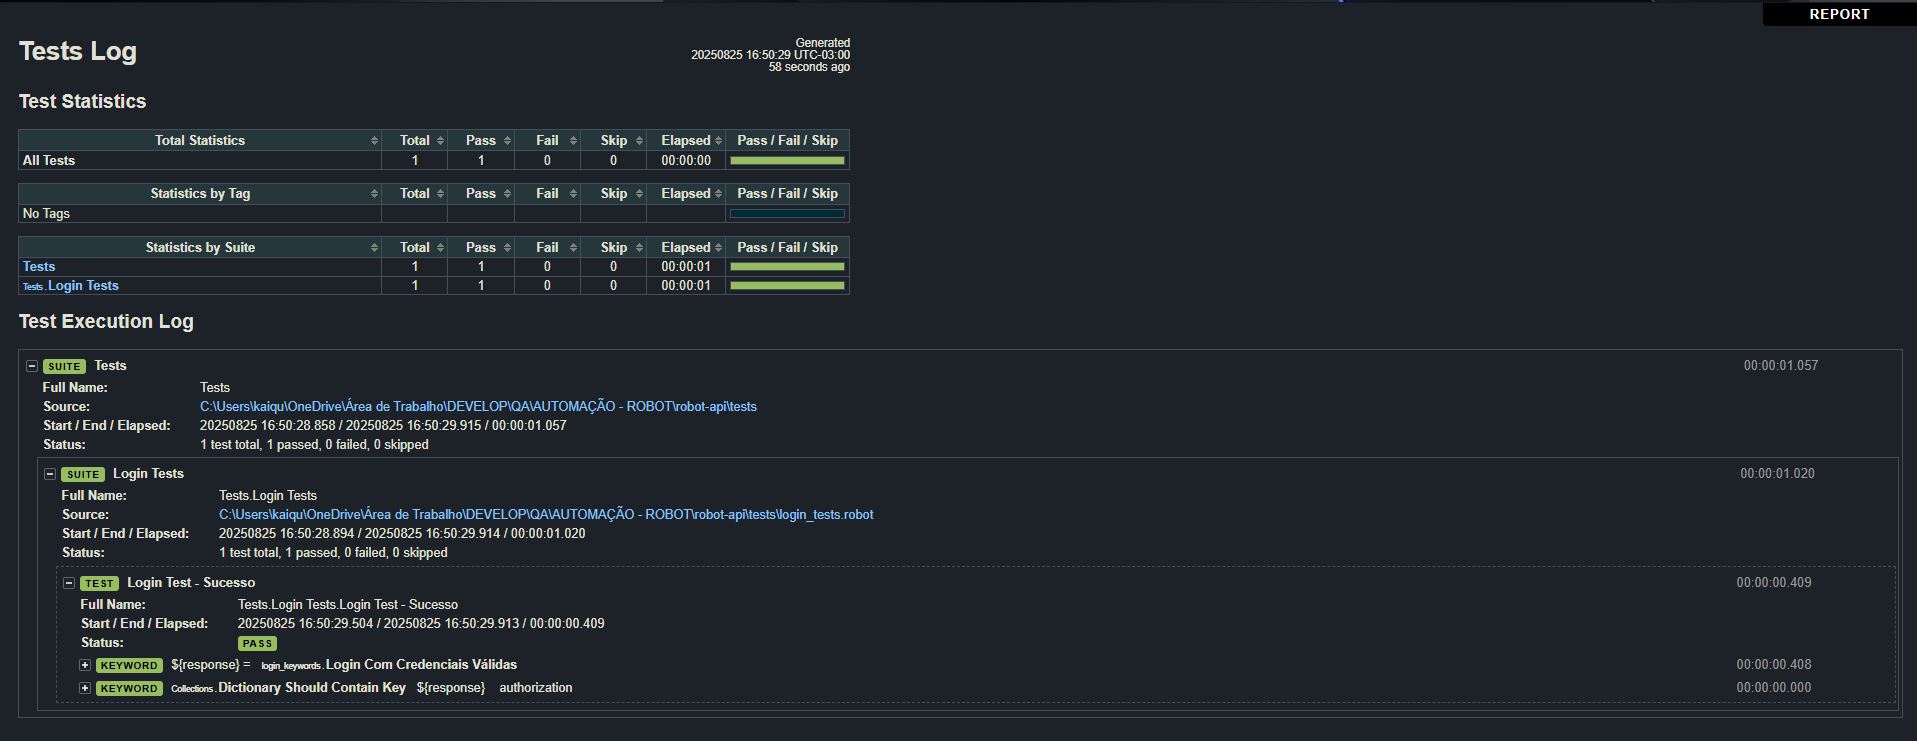 REPORT
Tests Log
Generated
20250825 16:50:29 UTC-03:00
58 seconds ago
Test Statistics
Total Statistics Total Pass Fail Skip Elapsed Pass / Fail / Skip
All Tests 1 1 0 0 00:00:00
Statistics by Tag Total Pass Fail Skip Elapsed Pass / Fail / Skip
No Tags
Statistics by Suite Total Pass Fail Skip Elapsed Pass / Fail / Skip
Tests 1 1 0 0 00:00:01
Tests . Login Tests 1 1 0 0 00:00:01
Test Execution Log
SUITE Tests 00:00:01.057
Full Name: Tests
Source: C:\Users\kaiqu\OneDrive\Área de Trabalho\DEVELOP\QA\AUTOMAÇÃO - ROBOT\robot-api\tests
Start / End / Elapsed: 20250825 16:50:28.858 / 20250825 16:50:29.915 / 00:00:01.057
Status: 1 test total, 1 passed, 0 failed, 0 skipped
SUITE Login Tests 00:00:01.020
Full Name: Tests.Login Tests
Source: C:\Users\kaiqu\OneDrive\Área de Trabalho\DEVELOP\QA\AUTOMAÇÃO - ROBOT\robot-api\tests\login_tests.robot
Start / End / Elapsed: 20250825 16:50:28.894 / 20250825 16:50:29.914 / 00:00:01.020
Status: 1 test total, 1 passed, 0 failed, 0 skipped
TEST Login Test - Sucesso 00:00:00.409
Full Name: Tests.Login Tests.Login Test - Sucesso
Start / End / Elapsed: 20250825 16:50:29.504 / 20250825 16:50:29.913 / 00:00:00.409
Status: PASS
KEYWORD ${response} = login_keywords . Login Com Credenciais Válidas 00:00:00.408
KEYWORD Collections . Dictionary Should Contain Key ${response} authorization 00:00:00.000